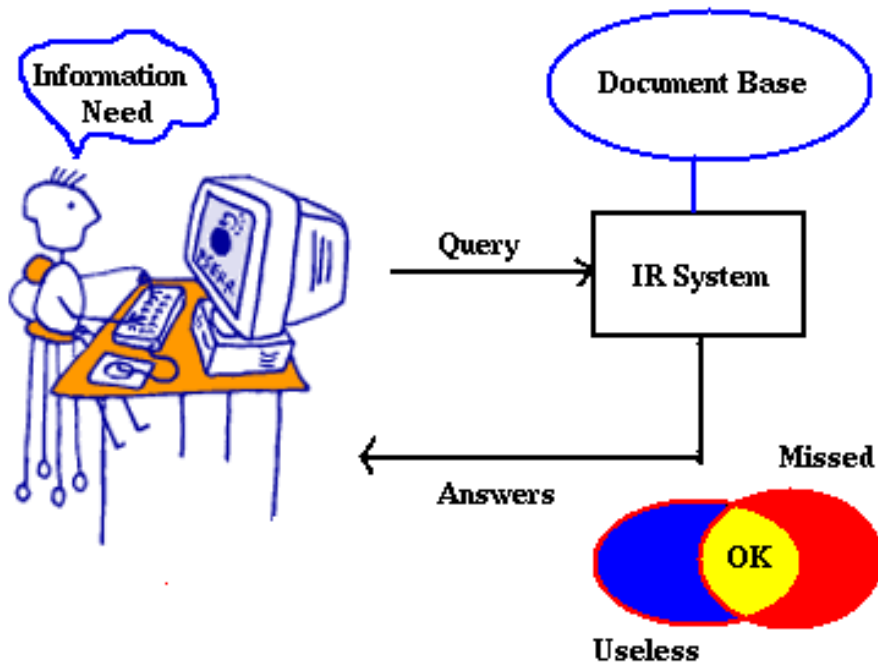 Information
Need
Document Base
Query
IR System
Answers
Missed
OK
Useless